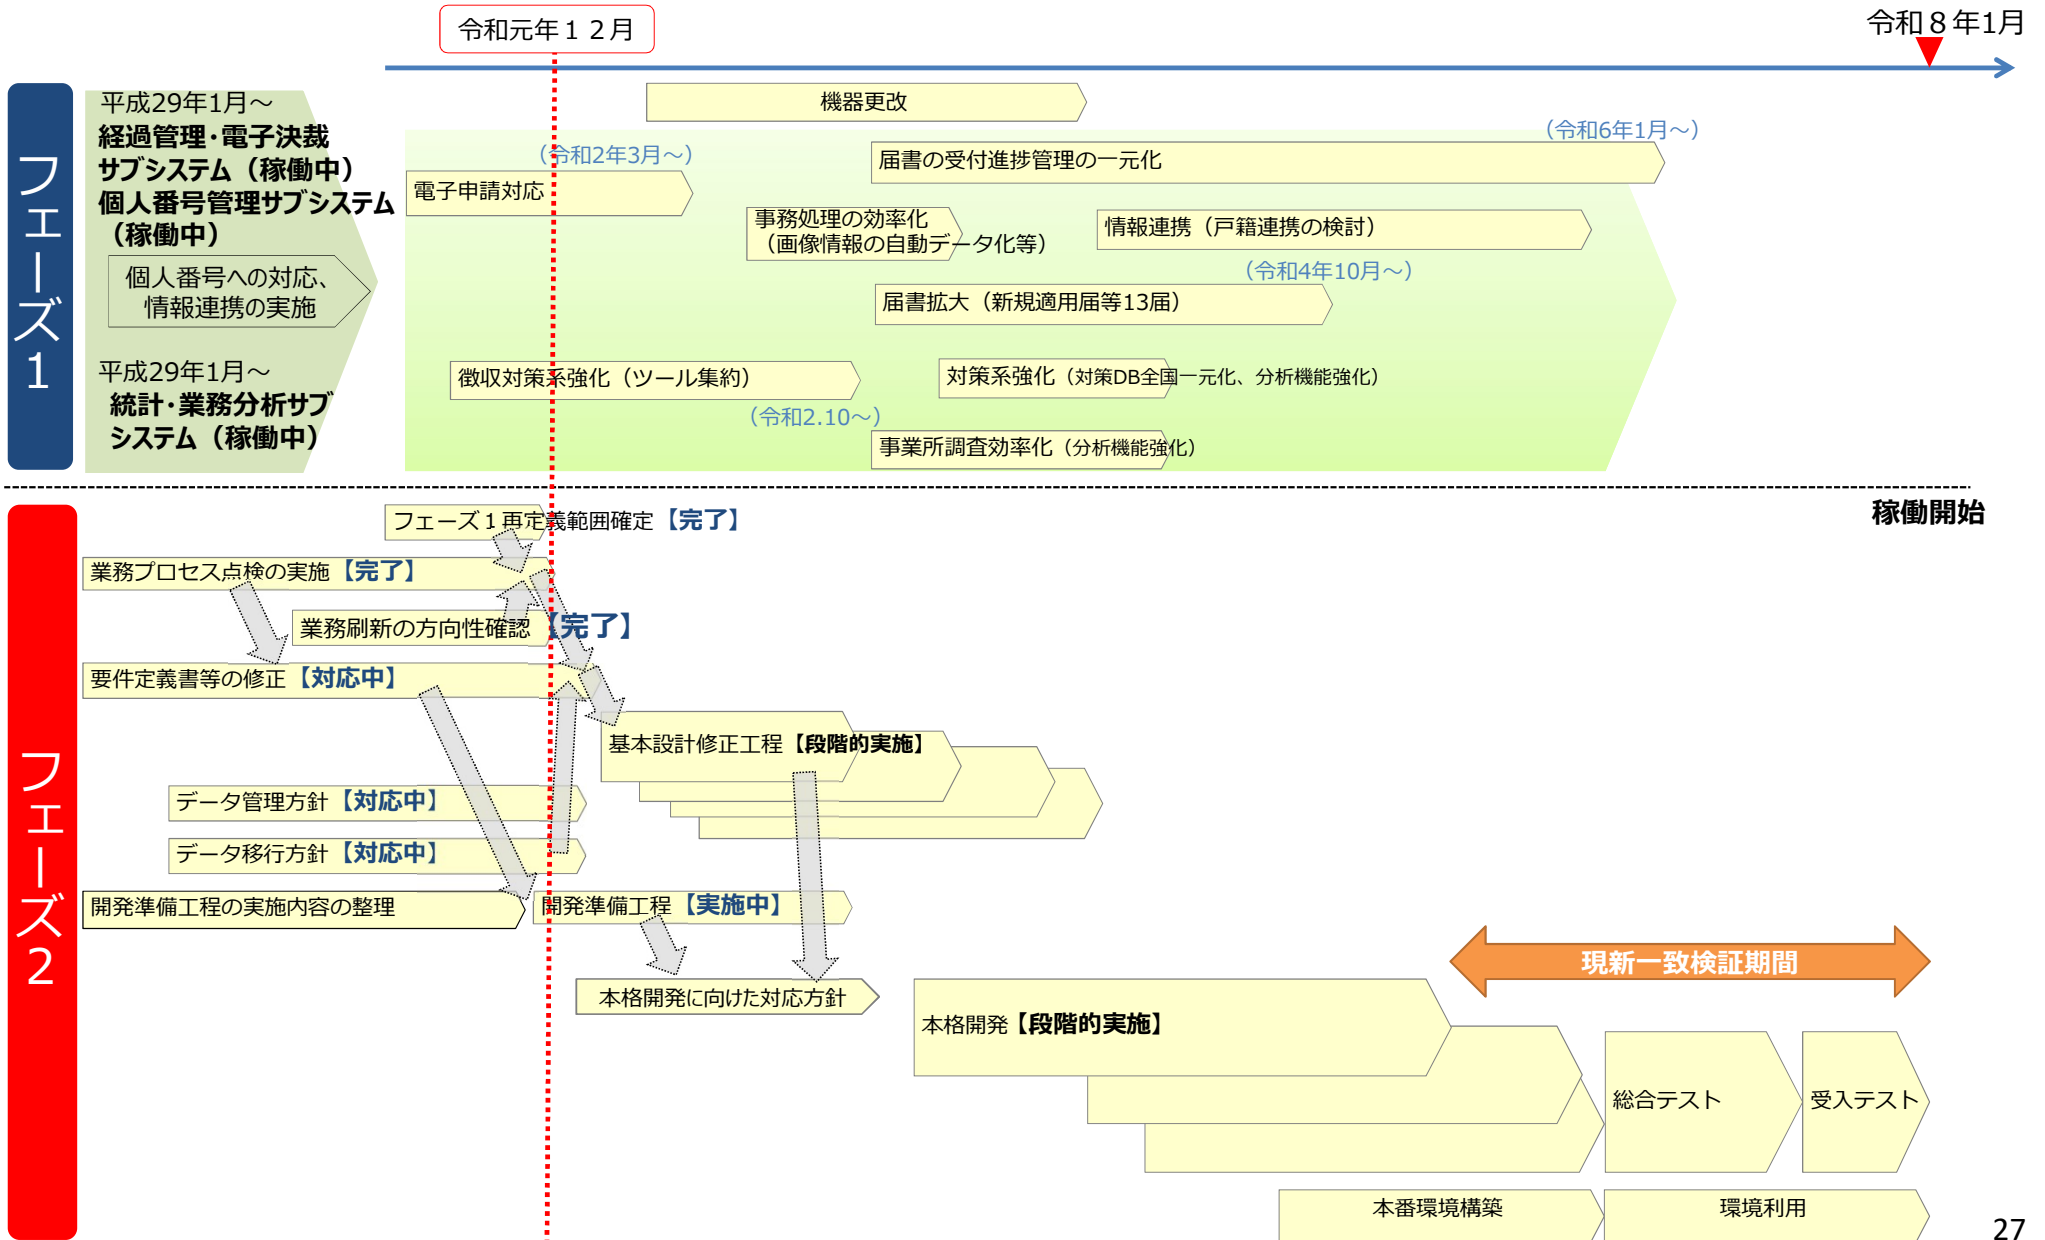 令和元年１２月
令和８年1月
フェーズ１
平成29年1月～
経過管理・電子決裁
サブシステム（稼働中）
個人番号管理サブシステム
（稼働中）
個人番号への対応、
情報連携の実施
平成29年1月～
統計・業務分析サブ
システム（稼働中）
機器更改
（令和6年1月～）
（令和2年3月～）
届書の受付進捗管理の一元化
電子申請対応
事務処理の効率化
（画像情報の自動データ化等）
情報連携（戸籍連携の検討）
（令和4年10月～）
届書拡大（新規適用届等13届）
徴収対策系強化（ツール集約）
対策系強化（対策DB全国一元化、分析機能強化）
（令和2.10～）
事業所調査効率化（分析機能強化）
稼働開始
フェーズ２
フェーズ１再定義範囲確定【完了】
業務プロセス点検の実施【完了】
業務刷新の方向性確認【完了】
要件定義書等の修正【対応中】
基本設計修正工程【段階的実施】
データ管理方針【対応中】
データ移行方針【対応中】
開発準備工程の実施内容の整理
開発準備工程【実施中】
現新一致検証期間
本格開発に向けた対応方針
本格開発【段階的実施】
総合テスト
受入テスト
本番環境構築
環境利用
27